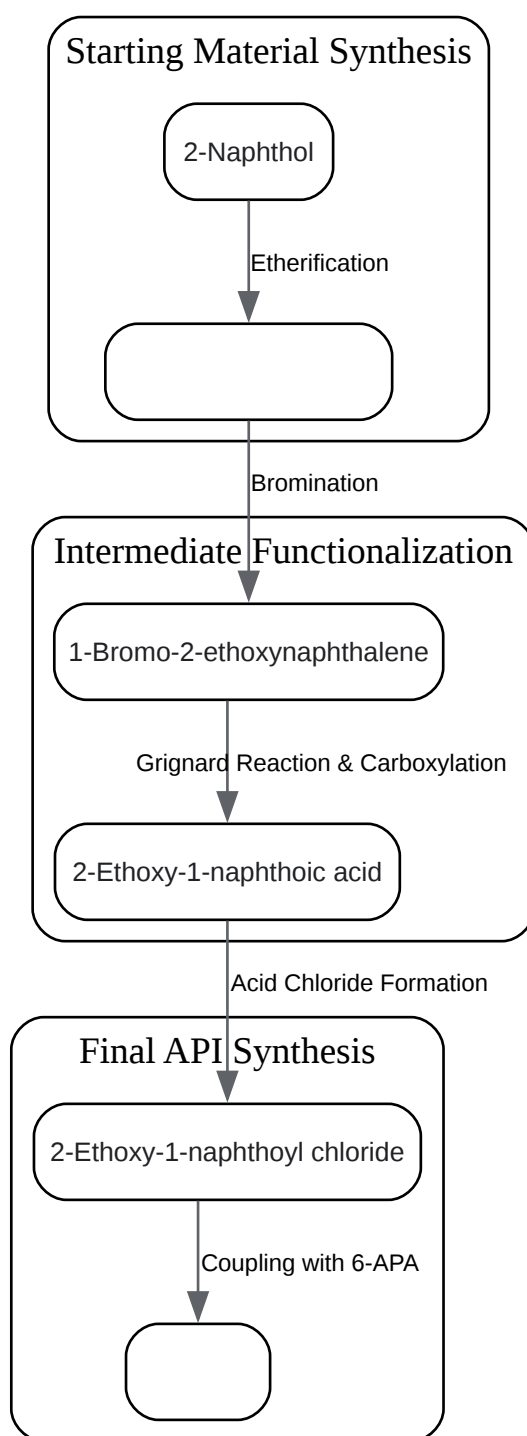 Starting Material Synthesis
2-Naphthol
Etherification
Bromination
Intermediate Functionalization
1-Bromo-2-ethoxynaphthalene
Grignard Reaction & Carboxylation
2-Ethoxy-1-naphthoic acid
Acid Chloride Formation
Final API Synthesis
2-Ethoxy-1-naphthoyl chloride
Coupling with 6-APA